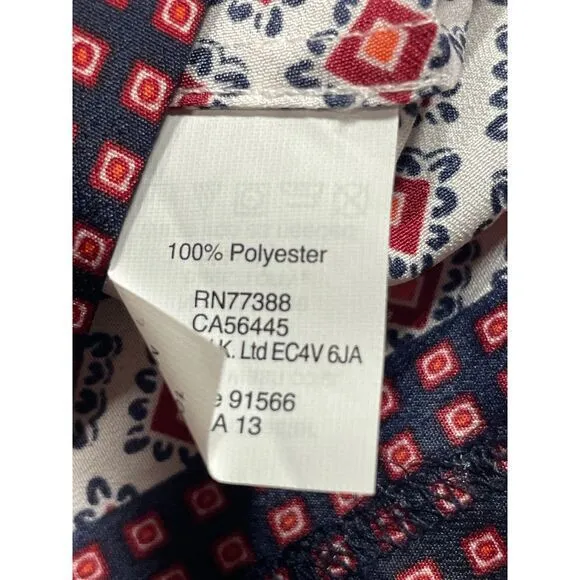 100% Polyester
RN77388
CA56445
K. Ltd EC4V 6JA
e 91566
A 13